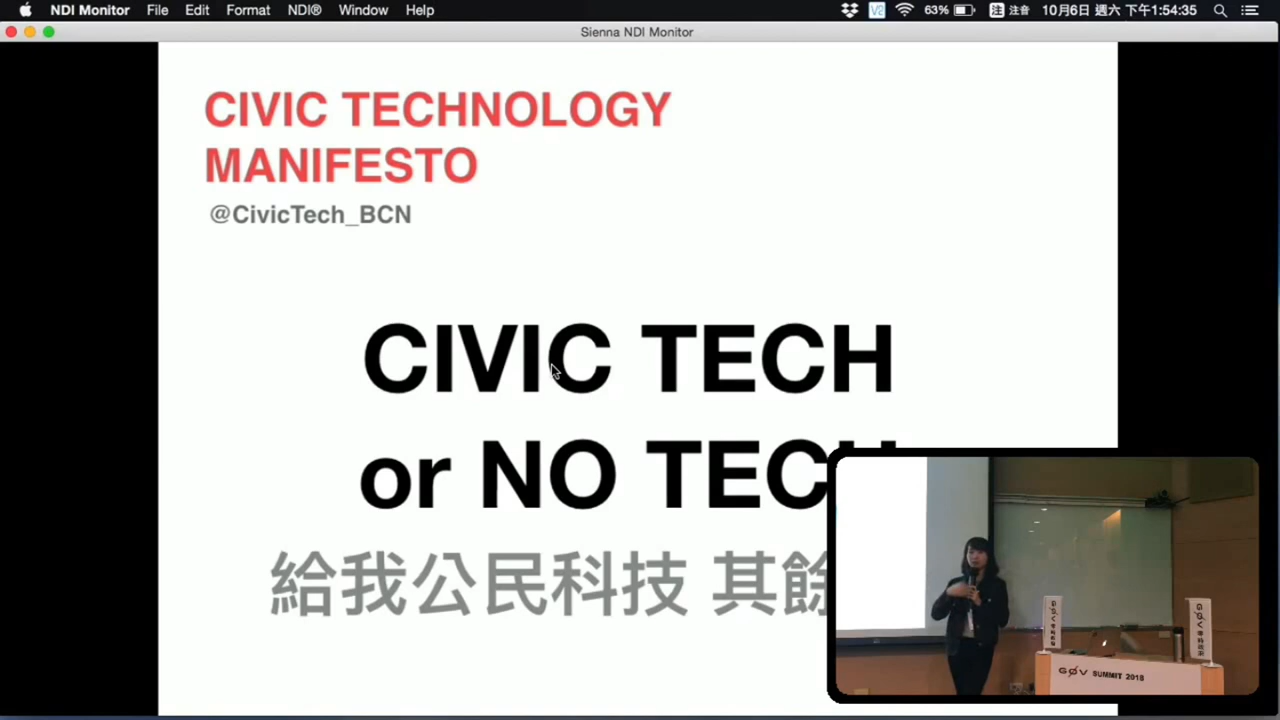 NDI Monitor File Edit Format NDI® Window Help 63% 注音 10月6日 週六 下午1:54:35
Sienna NDI Monitor
CIVIC TECHNOLOGY
MANIFESTO
@CivicTech_BCN
CIVIC TECH
or NO TECH
給我公民科技 其餘
GØV SUMMIT 2018